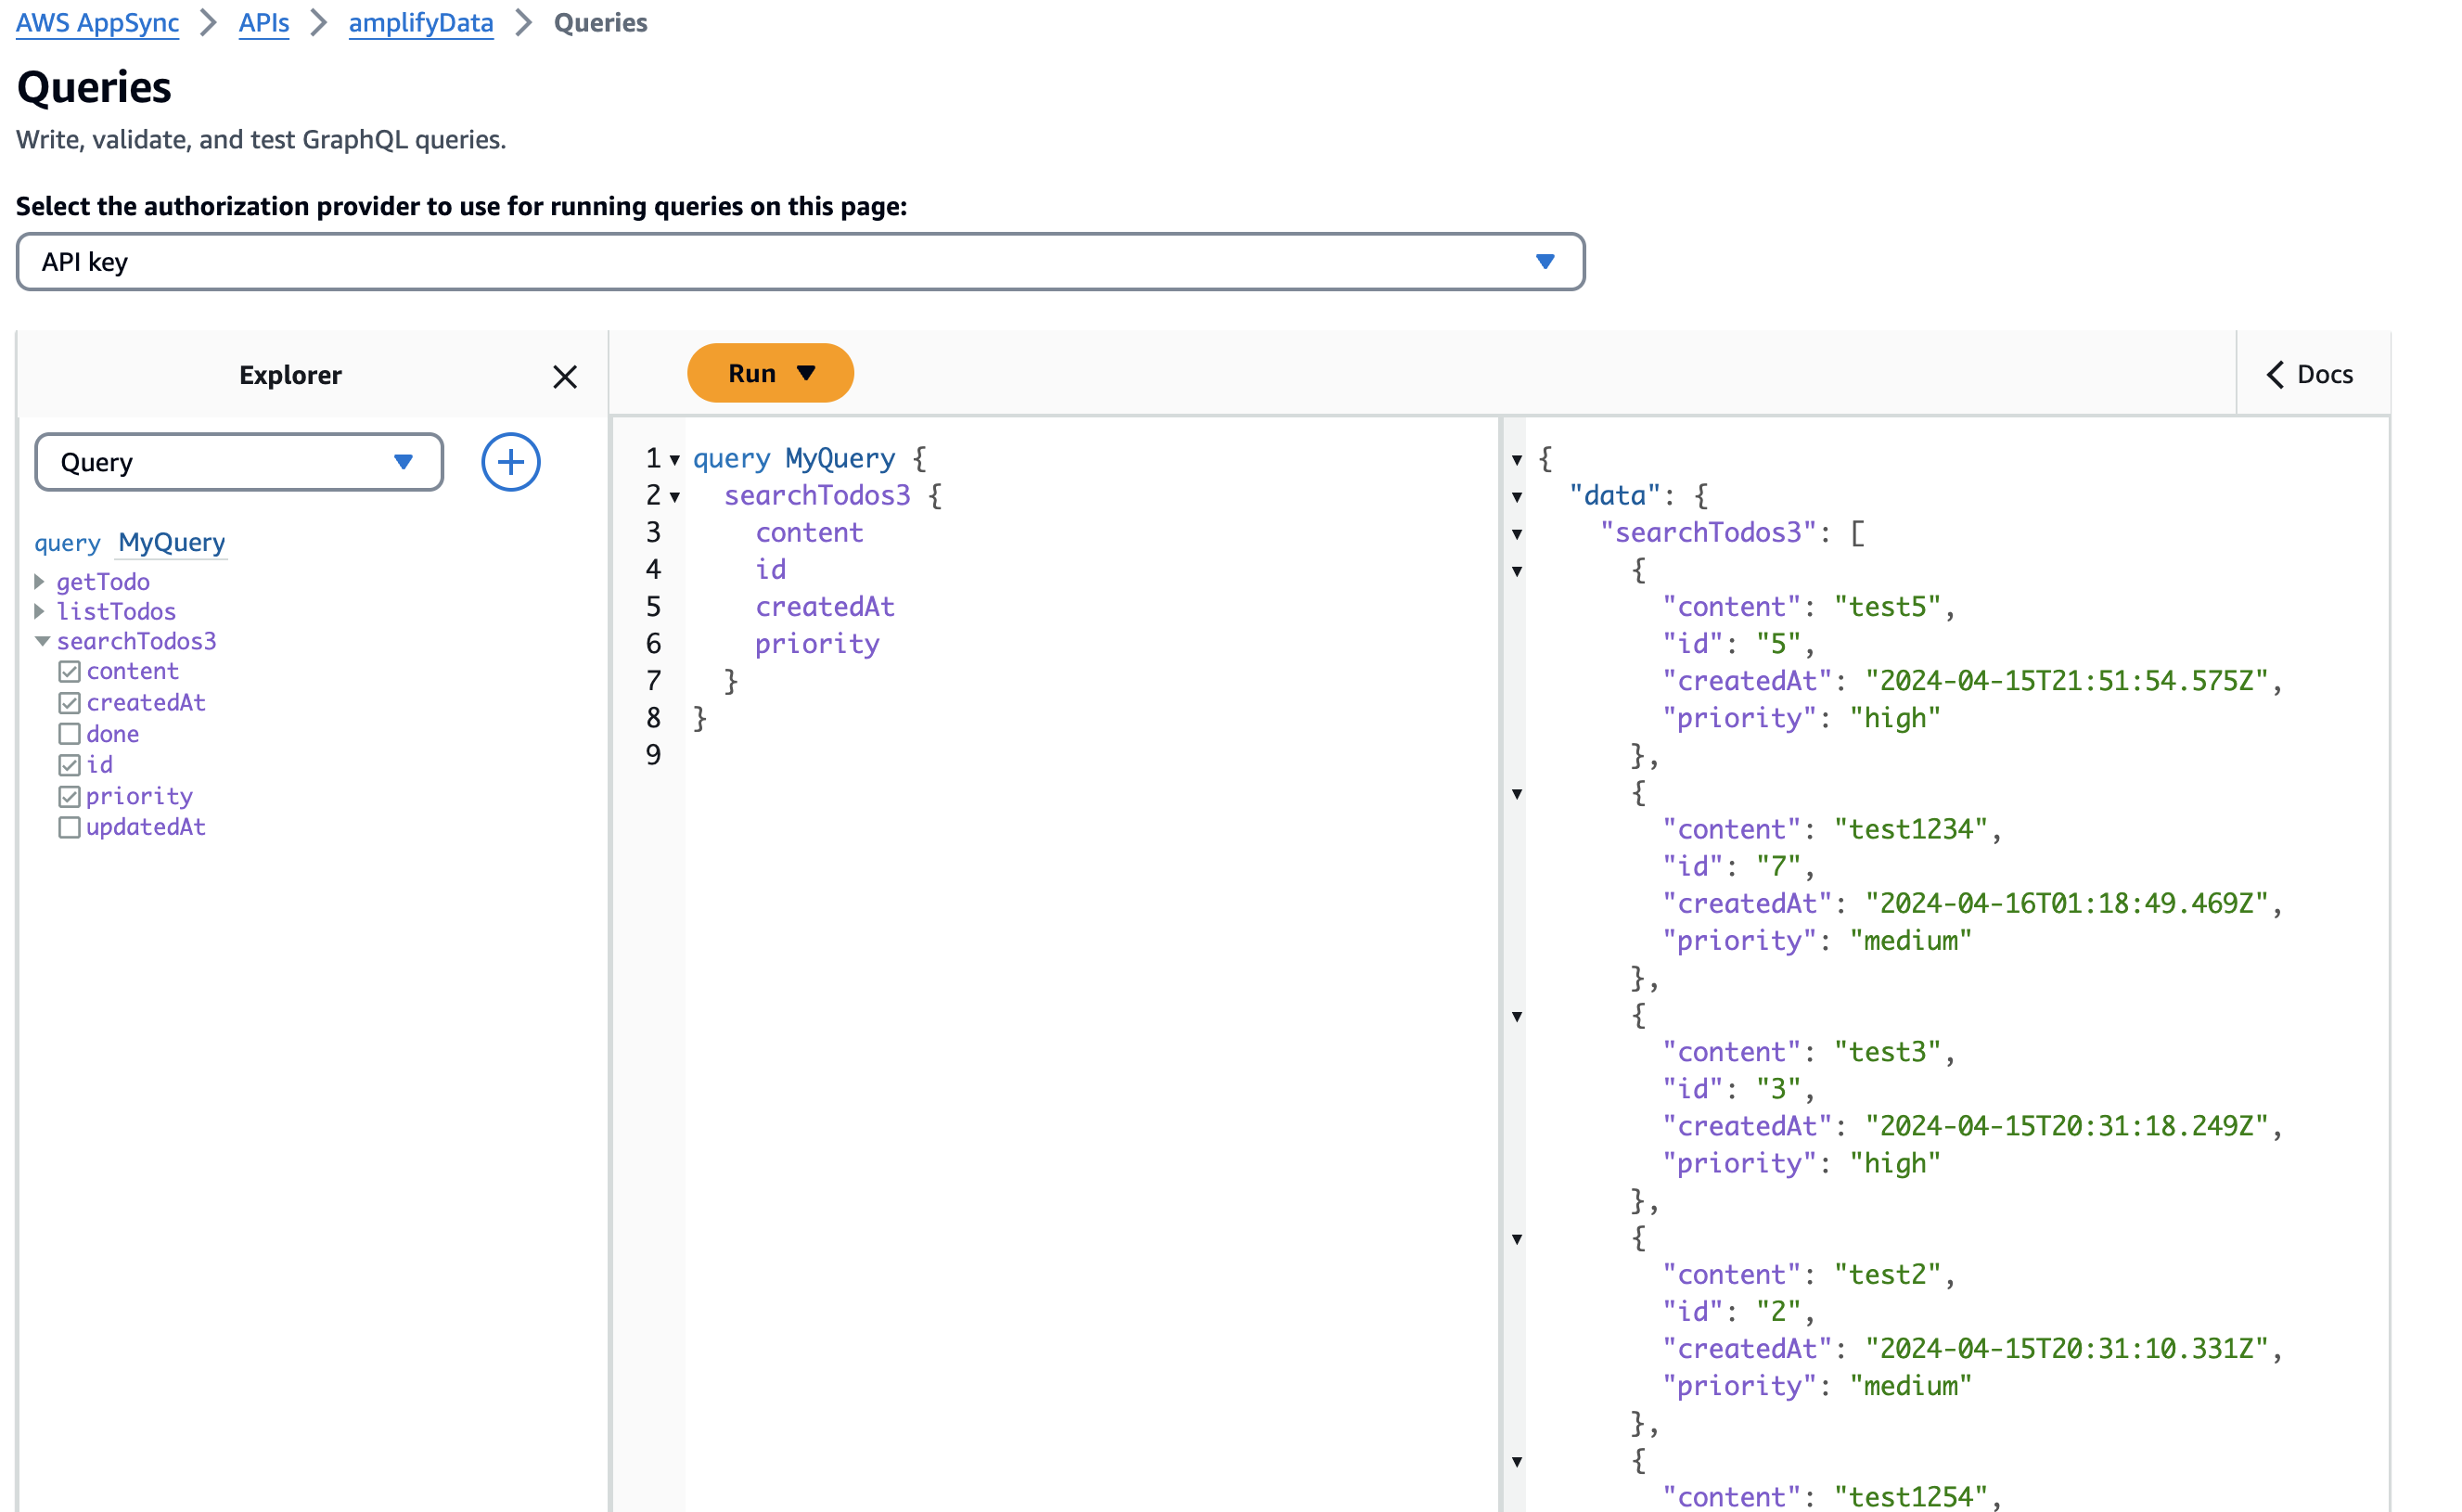 AWS AppSync > APIs > amplifyData > Queries
Queries
Write, validate, and test GraphQL queries.
Select the authorization provider to use for running queries on this page:
API key
Explorer
Query
query MyQuery
getTodo
listTodos
searchTodos3
content
createdAt
done
id
priority
updatedAt
Run
Docs
1 query MyQuery {
2 searchTodos3 {
3 content
4 id
5 createdAt
6 priority
7 }
8 }
9
{
"data": {
"searchTodos3": [
{
"content": "test5",
"id": "5",
"createdAt": "2024-04-15T21:51:54.575Z",
"priority": "high"
},
{
"content": "test1234",
"id": "7",
"createdAt": "2024-04-16T01:18:49.469Z",
"priority": "medium"
},
{
"content": "test3",
"id": "3",
"createdAt": "2024-04-15T20:31:18.249Z",
"priority": "high"
},
{
"content": "test2",
"id": "2",
"createdAt": "2024-04-15T20:31:10.331Z",
"priority": "medium"
},
{
"content": "test1254",